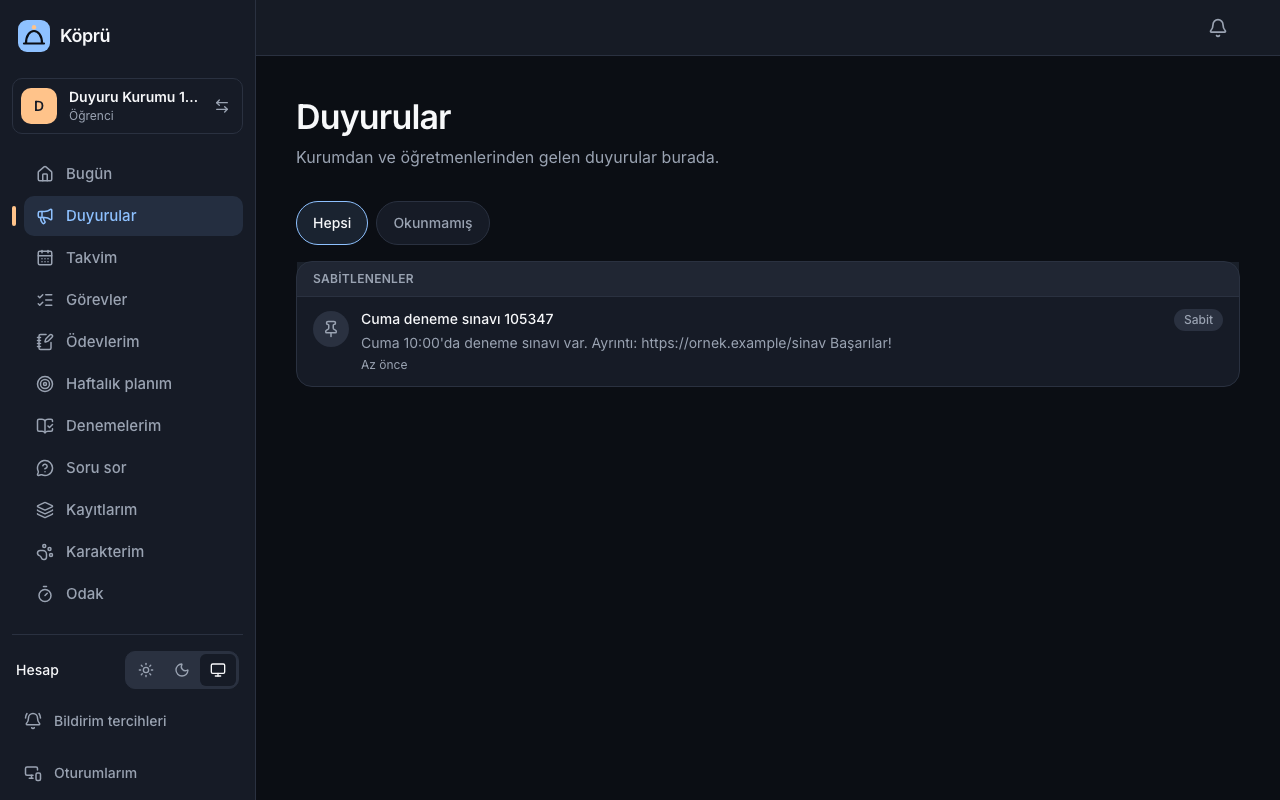 Köprü
D
Duyuru Kurumu 1...
Öğrenci
Bugün
Duyurular
Takvim
Görevler
Ödevlerim
Haftalık planım
Denemelerim
Soru sor
Kayıtlarım
Karakterim
Odak
Hesap
Bildirim tercihleri
Oturumlarım
Duyurular
Kurumdan ve öğretmenlerinden gelen duyurular burada.
Hepsi
Okunmamış
SABİTLENENLER
Cuma deneme sınavı 105347
Sabit
Cuma 10:00'da deneme sınavı var. Ayrıntı: https://ornek.example/sinav Başarılar!
Az önce